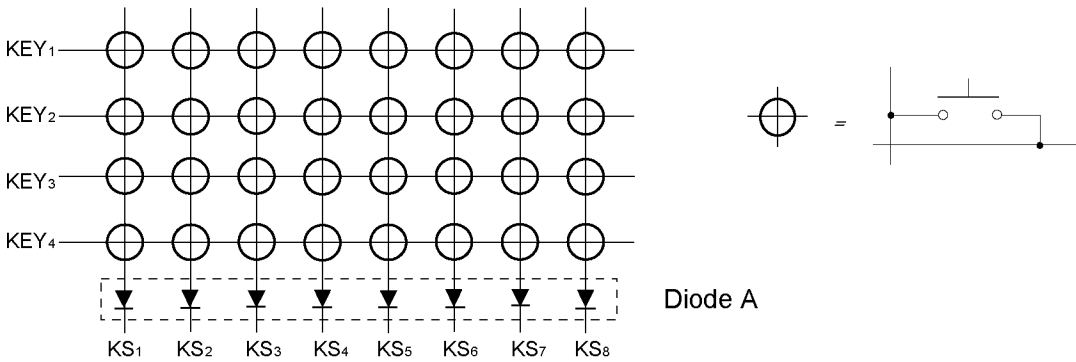 KEY₁
KEY₂ =
KEY₃
KEY₄
Diode A
KS₁ KS₂ KS₃ KS₄ KS₅ KS₆ KS₇ KS₈